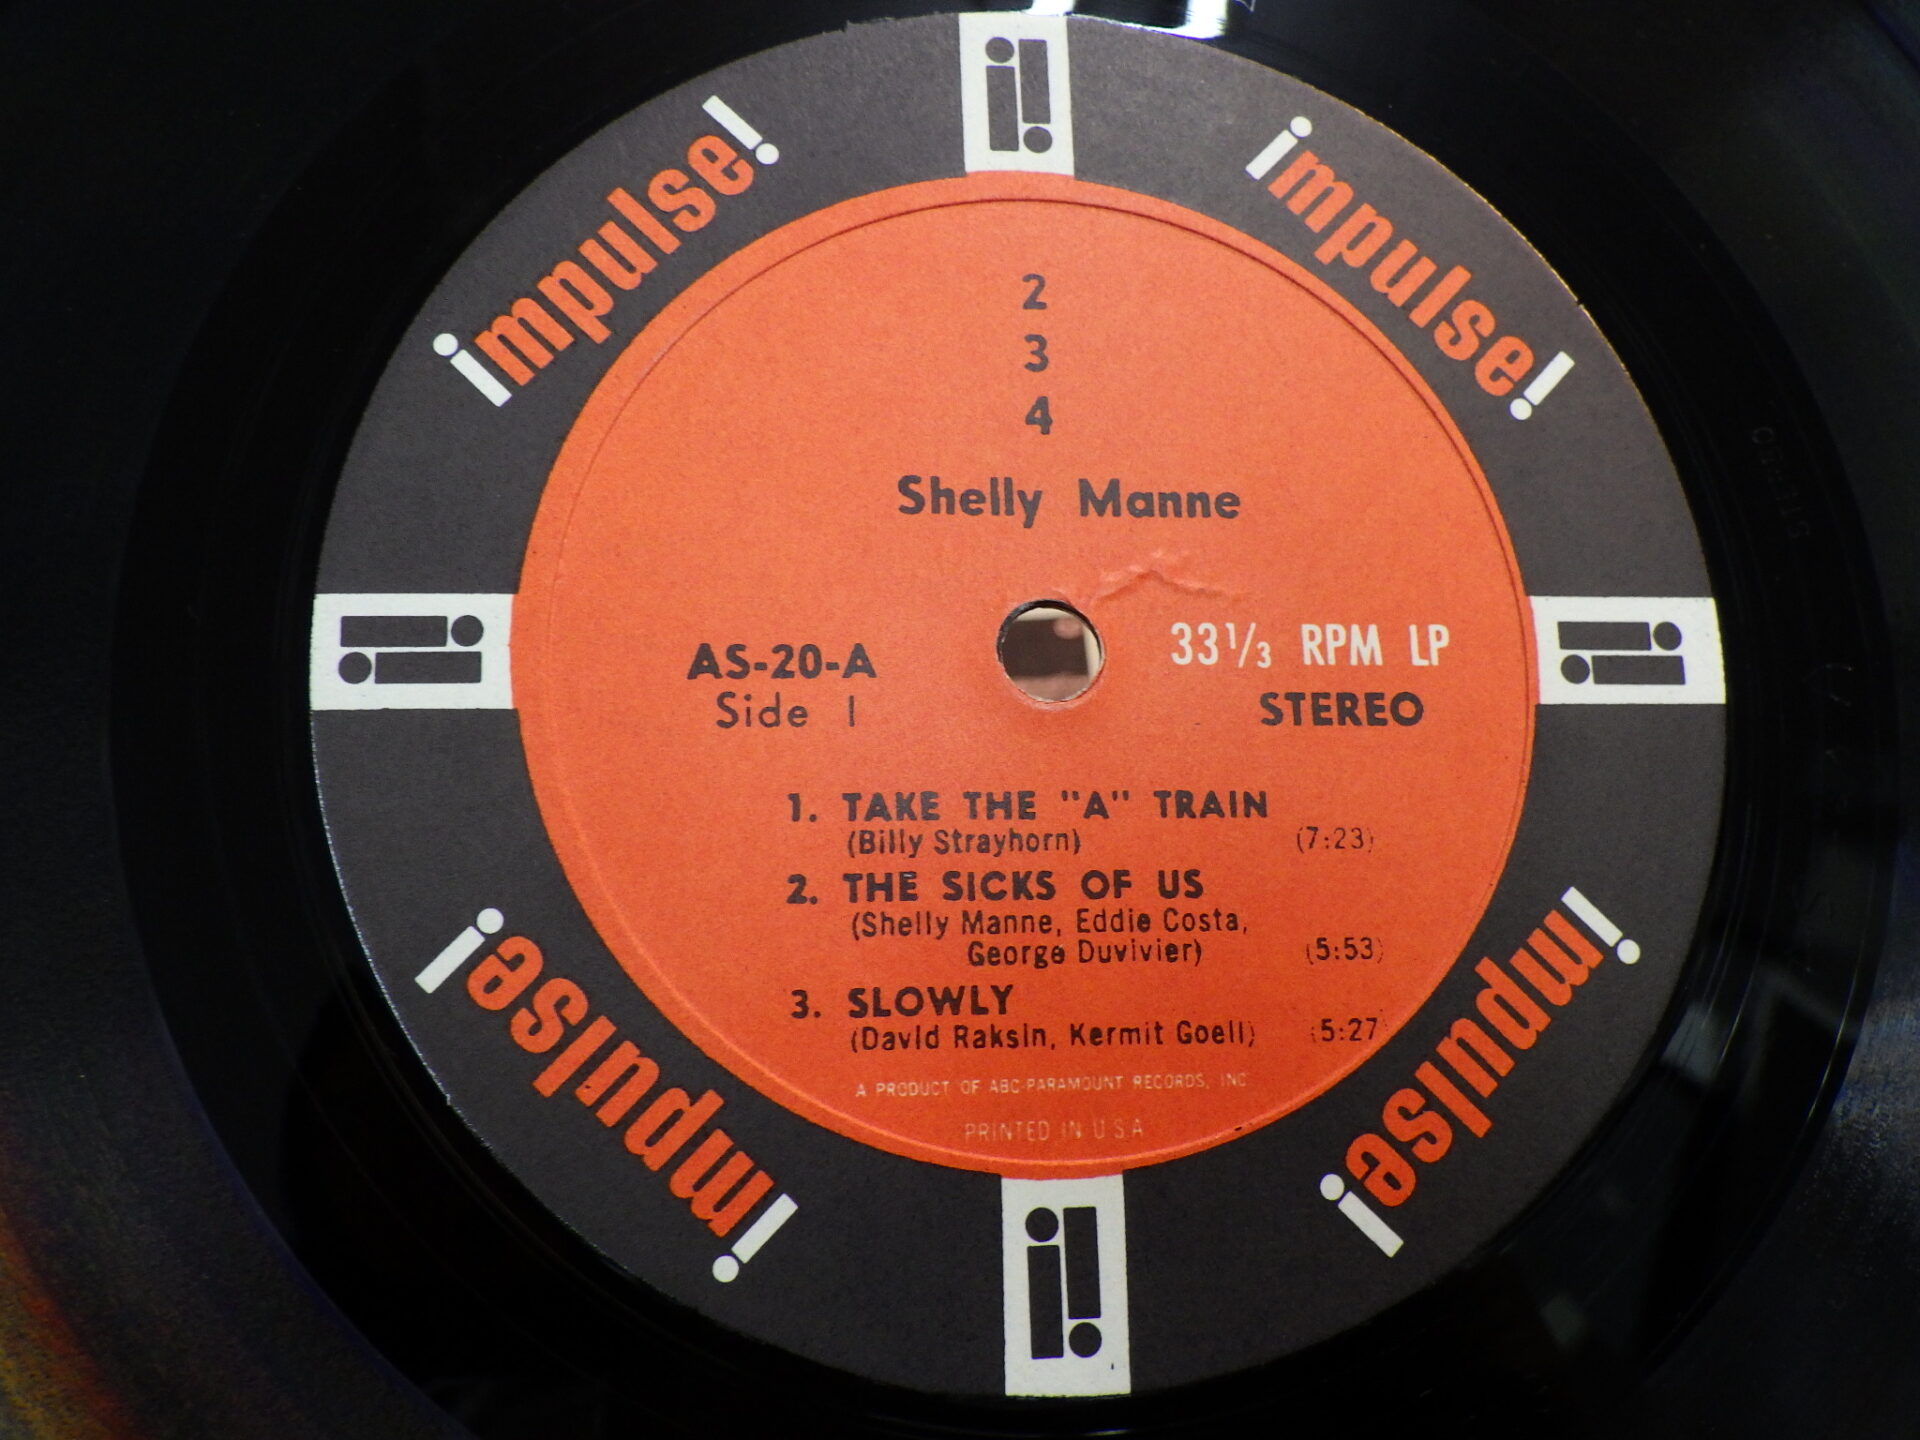 impulse!
impulse!
2
3
4
Shelly Manne
AS-20-A
Side 1
33 1/3 RPM LP
STEREO
1. TAKE THE "A" TRAIN
(Billy Strayhorn) (7:23)
2. THE SICKS OF US
(Shelly Manne, Eddie Costa,
George Duvivier) (5:53)
3. SLOWLY
(David Raksin, Kermit Goell) (5:27)
A PRODUCT OF ABC-PARAMOUNT RECORDS, INC.
PRINTED IN U.S.A.
impulse!
impulse!